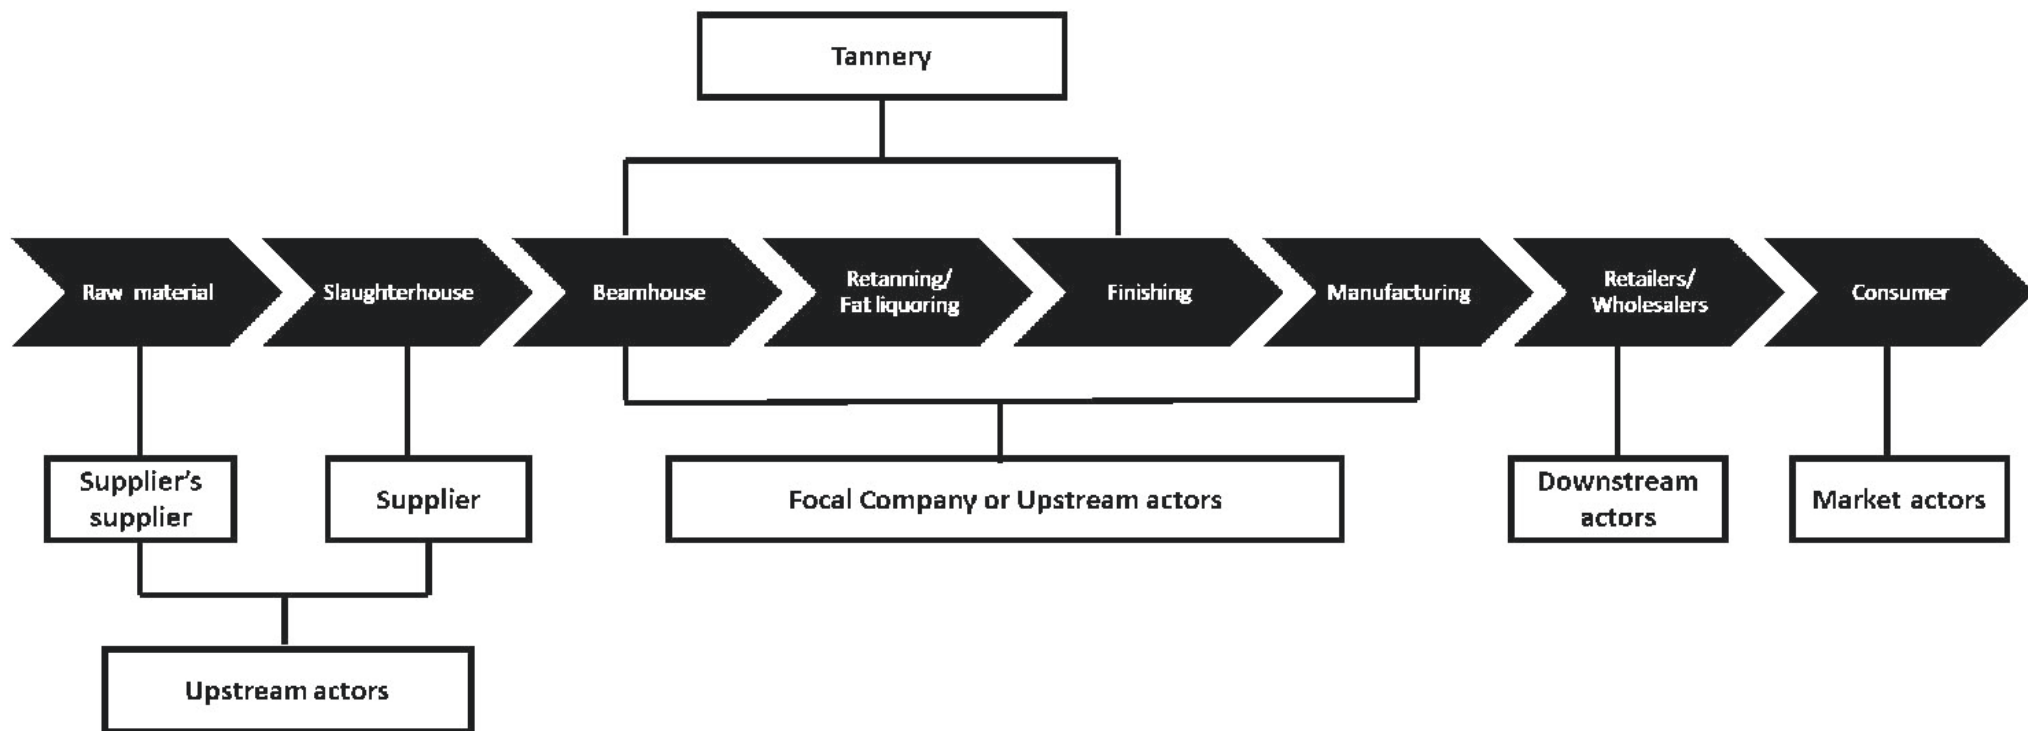 Tannery
Raw material
Slaughterhouse
Beamhouse
Retanning/
Fat liquoring
Finishing
Manufacturing
Retailers/
Wholesalers
Consumer
Supplier's
supplier
Supplier
Focal Company or Upstream actors
Downstream
actors
Market actors
Upstream actors